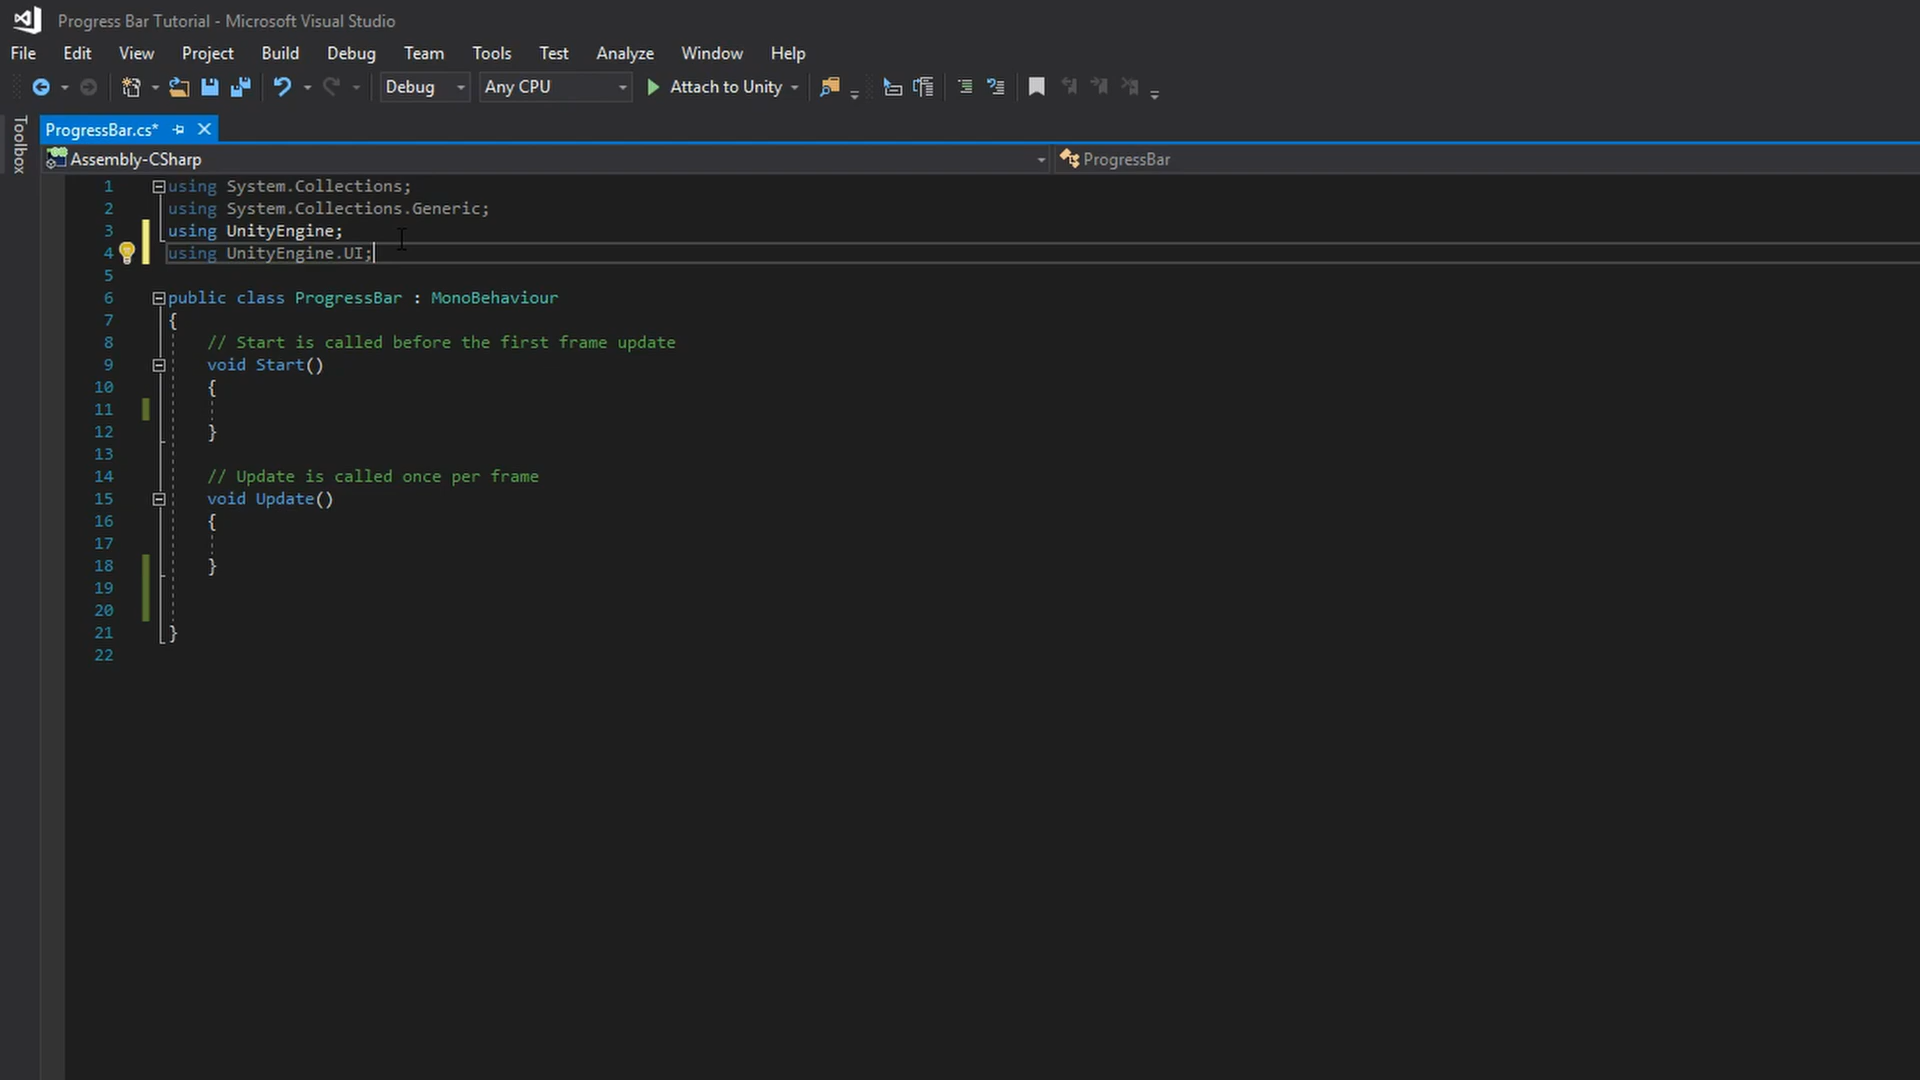 Progress Bar Tutorial - Microsoft Visual Studio
File Edit View Project Build Debug Team Tools Test Analyze Window Help
Debug Any CPU Attach to Unity
Toolbox
ProgressBar.cs*
Assembly-CSharp ProgressBar
1 using System.Collections;
2 using System.Collections.Generic;
3 using UnityEngine;
4 using UnityEngine.UI;
5
6 public class ProgressBar : MonoBehaviour
7 {
8 // Start is called before the first frame update
9 void Start()
10 {
11
12 }
13
14 // Update is called once per frame
15 void Update()
16 {
17
18 }
19
20
21 }
22